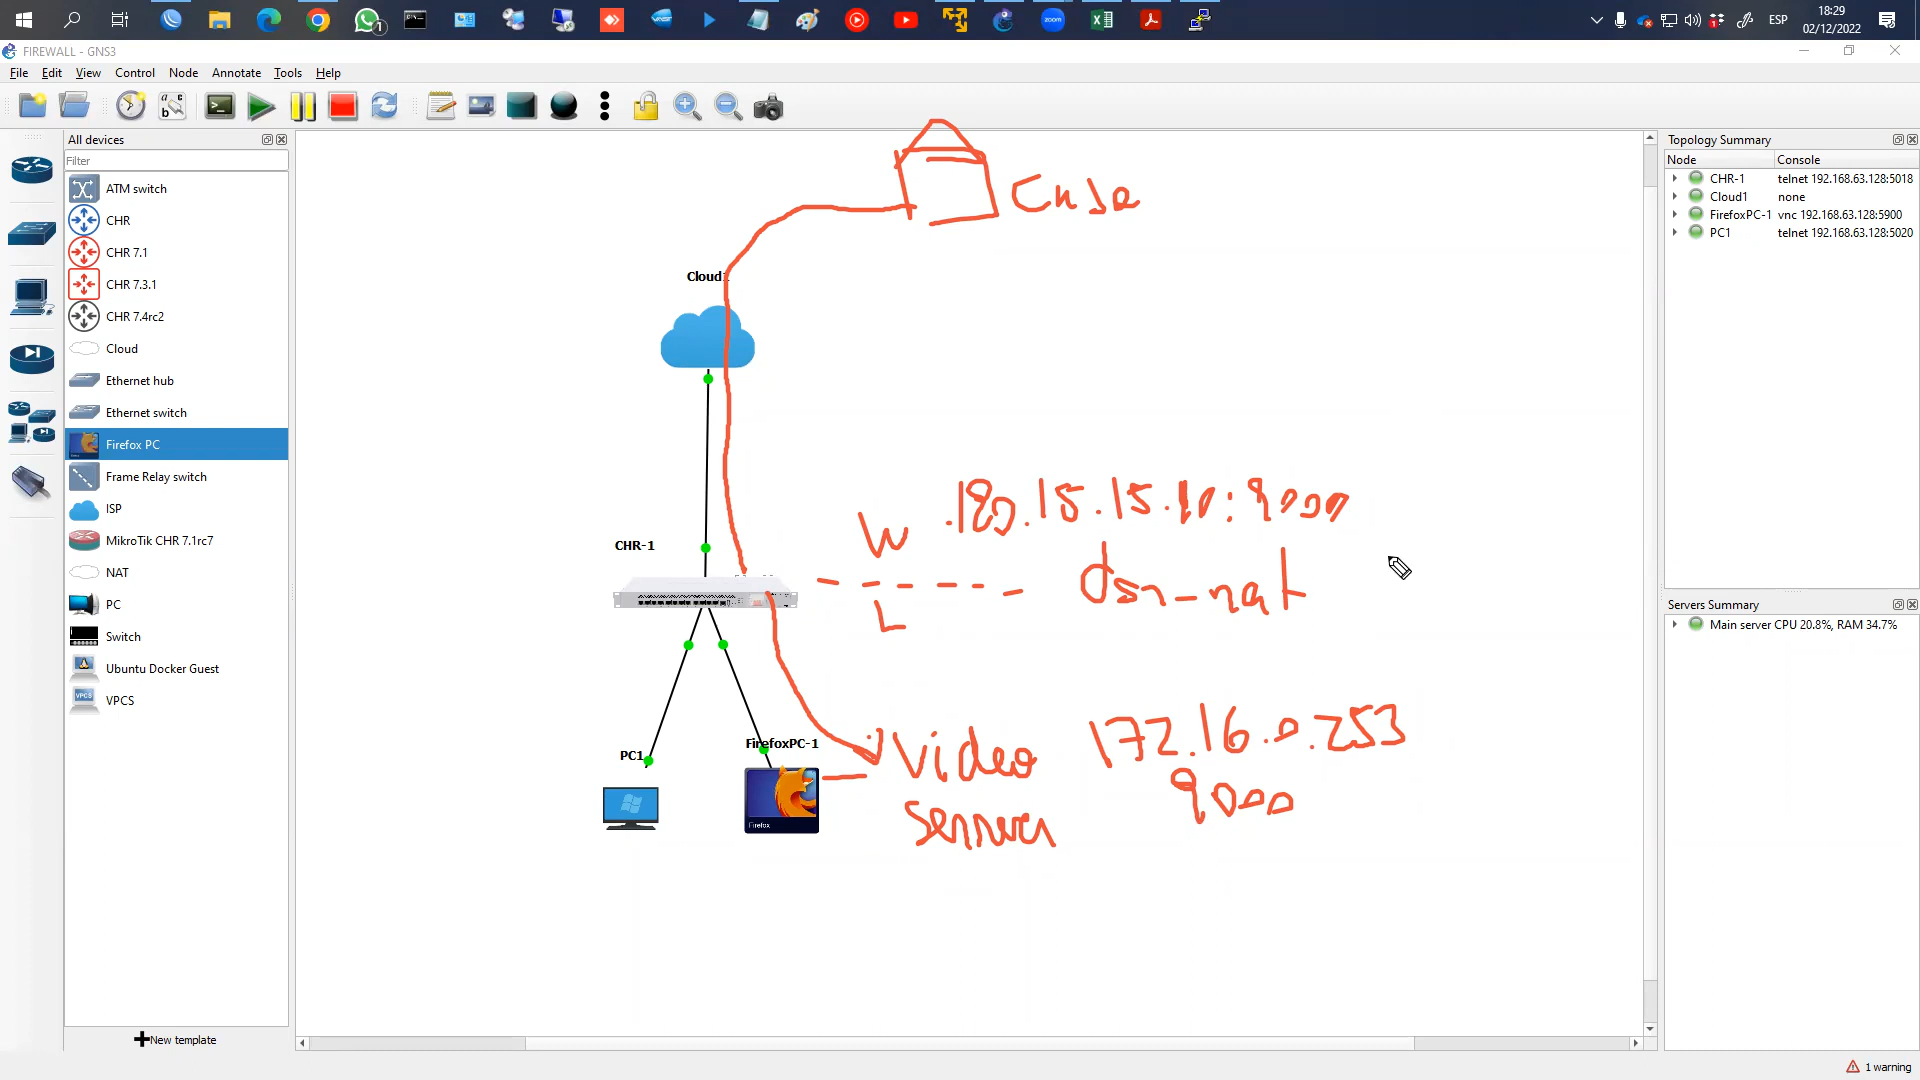 18:29
ESP
02/12/2022
FIREWALL - GNS3
File Edit View Control Node Annotate Tools Help
All devices
Filter
ATM switch
CHR
CHR 7.1
CHR 7.3.1
CHR 7.4rc2
Cloud
Ethernet hub
Ethernet switch
Firefox PC
Frame Relay switch
ISP
MikroTik CHR 7.1rc7
NAT
PC
Switch
Ubuntu Docker Guest
VPCS
New template
Casa
Cloud1
W .180.15.15.10:9000
CHR-1
dsn-nat
L
FirefoxPC-1
PC1
Firefox
Video 172.16.0.253
9000
Server
Topology Summary
Node Console
CHR-1 telnet 192.168.63.128:5018
Cloud1 none
FirefoxPC-1 vnc 192.168.63.128:5900
PC1 telnet 192.168.63.128:5020
Servers Summary
Main server CPU 20.8%, RAM 34.7%
1 warning